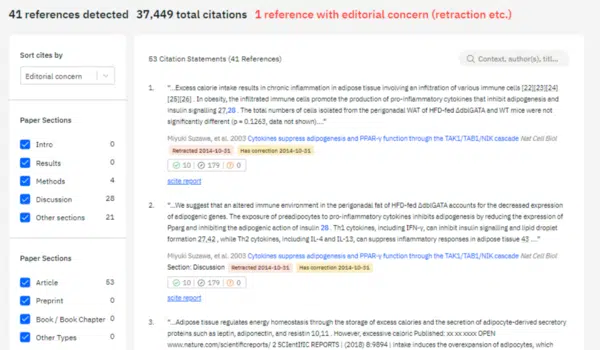 41 references detected 37,449 total citations 1 reference with editorial concern (retraction etc.)
Sort cites by
Editorial concern
Paper Sections
Intro 0
Results 0
Methods 4
Discussion 28
Other sections 21
Paper Sections
Article 53
Preprint 0
Book / Book Chapter 0
Other Types 0
53 Citation Statements (41 References)
Context, author(s), titl...
1. "...Excess calorie intake results in chronic inflammation in adipose tissue involving an infiltration of various immune cells [22][23][24]
[25][26] . In obesity, the infiltrated immune cells promote the production of pro-inflammatory cytokines that inhibit adipogenesis and
insulin signalling 27,28 . The total numbers of cells isolated from the perigonadal WAT of HFD-fed ΔdblGATA and WT mice were not
significantly different (p = 0.1263, data not shown)...."
Miyuki Suzawa, et al. 2003 Cytokines suppress adipogenesis and PPAR-γ function through the TAK1/TAB1/NIK cascade Nat Cell Biol
Retracted 2014-10-31 Has correction 2014-10-31
10 179 0
scite report
2. "...We suggest that an altered immune environment in the perigonadal fat of HFD-fed ΔdblGATA accounts for the decreased expression
of adipogenic genes. The exposure of preadipocytes to pro-inflammatory cytokines inhibits adipogenesis by reducing the expression of
Pparg and inhibiting the adipogenic action of insulin 28 . Th1 cytokines, including IFN-γ, can inhibit insulin signalling and lipid droplet
formation 27,42 , while Th2 cytokines, including IL-4 and IL-13, can suppress inflammatory responses in adipose tissue 43 ...."
Miyuki Suzawa, et al. 2003 Cytokines suppress adipogenesis and PPAR-γ function through the TAK1/TAB1/NIK cascade Nat Cell Biol
Section: Discussion Retracted 2014-10-31 Has correction 2014-10-31
10 179 0
scite report
3. "...Adipose tissue regulates energy homeostasis through the storage of excess calories and the secretion of adipocyte-derived secretory
proteins such as leptin, adiponectin, and resistin 10,11 . However, excessive caloric Published: xx xx xxxx OPEN
www.nature.com/scientificreports/ 2 SCIentIfIC REPORTS | (2018) 8:9894 | intake induces the overexpansion of adipocytes, which